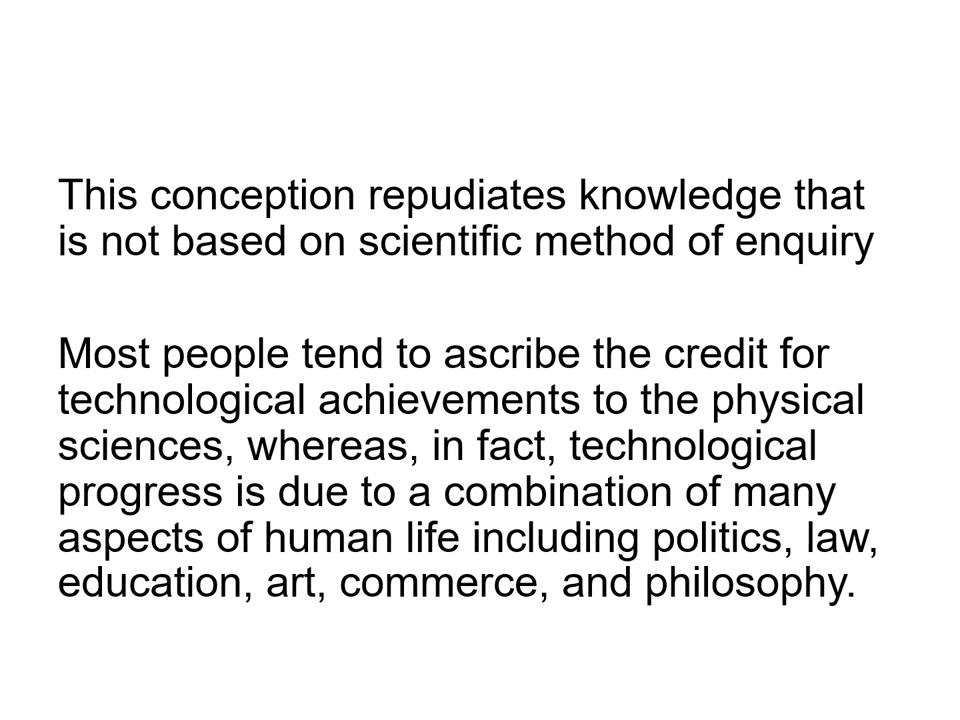 This conception repudiates knowledge that
is not based on scientific method of enquiry
Most people tend to ascribe the credit for
technological achievements to the physical
sciences, whereas, in fact, technological
progress is due to a combination of many
aspects of human life including politics, law,
education, art, commerce, and philosophy.